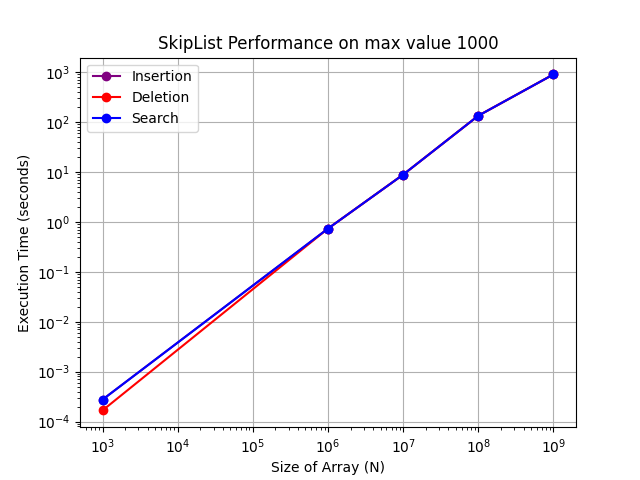 SkipList Performance on max value 1000
Insertion
Deletion
Search
Execution Time (seconds)
10³
10²
10¹
10⁰
10⁻¹
10⁻²
10⁻³
10⁻⁴
10³ 10⁴ 10⁵ 10⁶ 10⁷ 10⁸ 10⁹
Size of Array (N)